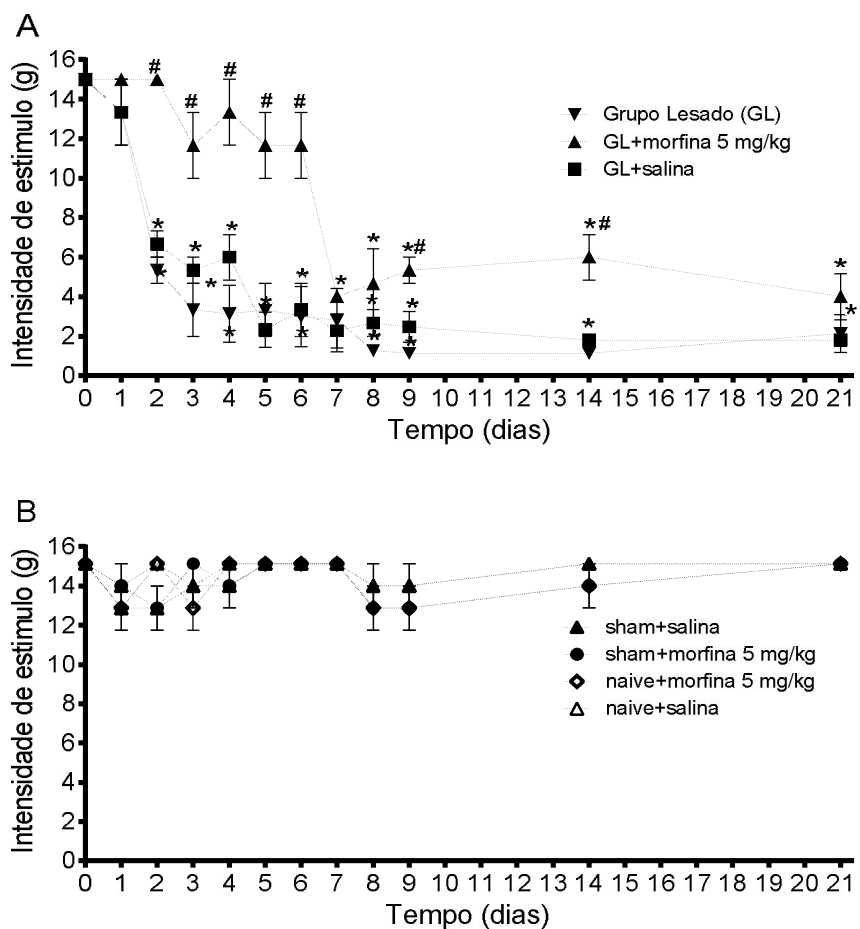 A
Intensidade de estimulo (g)
16
14
12
10
8
6
4
2
0
# # # # # #
* * * * * * * * * * * *# *# * *
* * * * * * *
Grupo Lesado (GL)
GL+morfina 5 mg/kg
GL+salina
0 1 2 3 4 5 6 7 8 9 10 11 12 13 14 15 16 17 18 19 20 21
Tempo (dias)
B
Intensidade de estimulo (g)
16
14
12
10
8
6
4
2
0
sham+salina
sham+morfina 5 mg/kg
naive+morfina 5 mg/kg
naive+salina
0 1 2 3 4 5 6 7 8 9 10 11 12 13 14 15 16 17 18 19 20 21
Tempo (dias)